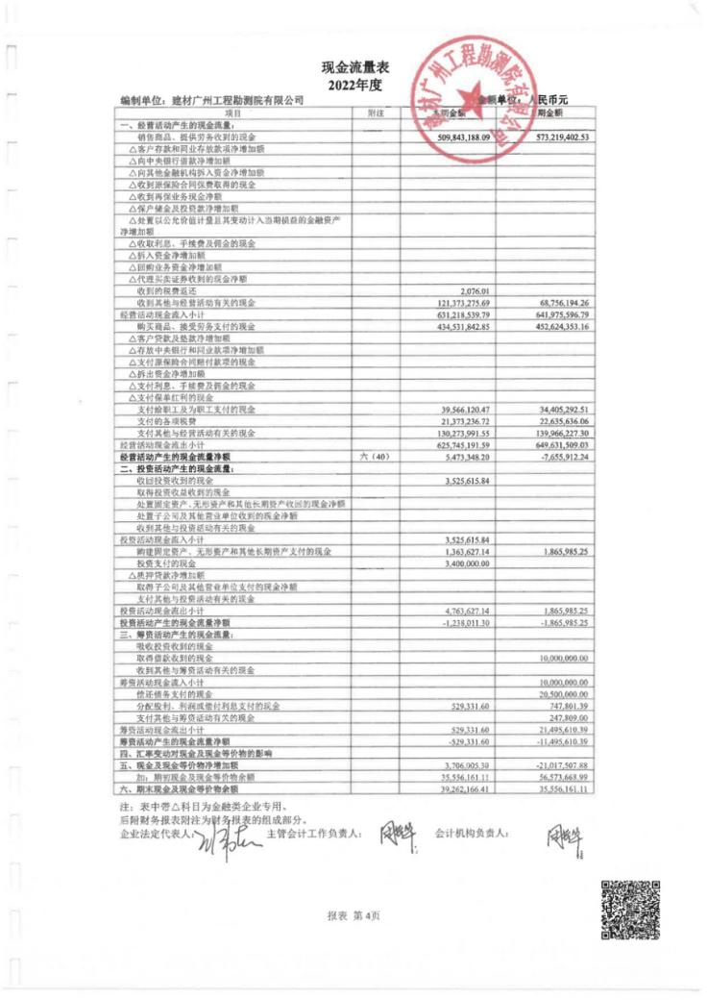 现金流量表
2022年度
编制单位：建材广州工程勘测院有限公司 金额单位：人民币元
项目 附注 本期金额 上期金额
一、经营活动产生的现金流量：
销售商品、提供劳务收到的现金 509,843,188.09 573,219,402.53
△客户存款和同业存放款项净增加额
△向中央银行借款净增加额
△向其他金融机构拆入资金净增加额
△收到原保险合同保费取得的现金
△收到再保业务现金净额
△保户储金及投资款净增加额
△处置以公允价值计量且其变动计入当期损益的金融资产
净增加额
△收取利息、手续费及佣金的现金
△拆入资金净增加额
△回购业务资金净增加额
△代理买卖证券收到的现金净额
收到的税费返还 2,076.01
收到其他与经营活动有关的现金 121,373,275.69 68,756,194.26
经营活动现金流入小计 631,218,539.79 641,975,596.79
购买商品、接受劳务支付的现金 434,531,842.85 452,624,353.16
△客户贷款及垫款净增加额
△存放中央银行和同业款项净增加额
△支付原保险合同赔付款项的现金
△拆出资金净增加额
△支付利息、手续费及佣金的现金
△支付保单红利的现金
支付给职工及为职工支付的现金 39,566,120.47 34,405,292.51
支付的各项税费 21,373,236.72 22,635,636.06
支付其他与经营活动有关的现金 130,273,991.55 139,966,227.30
经营活动现金流出小计 625,745,191.59 649,631,509.03
经营活动产生的现金流量净额 六（40） 5,473,348.20 -7,655,912.24
二、投资活动产生的现金流量：
收回投资收到的现金 3,525,615.84
取得投资收益收到的现金
处置固定资产、无形资产和其他长期资产收回的现金净额
处置子公司及其他营业单位收到的现金净额
收到其他与投资活动有关的现金
投资活动现金流入小计 3,525,615.84
购建固定资产、无形资产和其他长期资产支付的现金 1,363,627.14 1,865,985.25
投资支付的现金 3,400,000.00
△质押贷款净增加额
取得子公司及其他营业单位支付的现金净额
支付其他与投资活动有关的现金
投资活动现金流出小计 4,763,627.14 1,865,985.25
投资活动产生的现金流量净额 -1,238,011.30 -1,865,985.25
三、筹资活动产生的现金流量：
吸收投资收到的现金
取得借款收到的现金 10,000,000.00
收到其他与筹资活动有关的现金
筹资活动现金流入小计 10,000,000.00
偿还债务支付的现金 20,500,000.00
分配股利、利润或偿付利息支付的现金 529,331.60 747,801.39
支付其他与筹资活动有关的现金 247,809.00
筹资活动现金流出小计 529,331.60 21,495,610.39
筹资活动产生的现金流量净额 -529,331.60 -11,495,610.39
四、汇率变动对现金及现金等价物的影响
五、现金及现金等价物净增加额 3,706,005.30 -21,017,507.88
加：期初现金及现金等价物余额 35,556,161.11 56,573,668.99
六、期末现金及现金等价物余额 39,262,166.41 35,556,161.11
注：表中带△科目为金融类企业专用。
后附财务报表附注为财务报表的组成部分。
企业法定代表人： 主管会计工作负责人： 会计机构负责人：
报表 第4页
建材广州工程勘测院有限公司